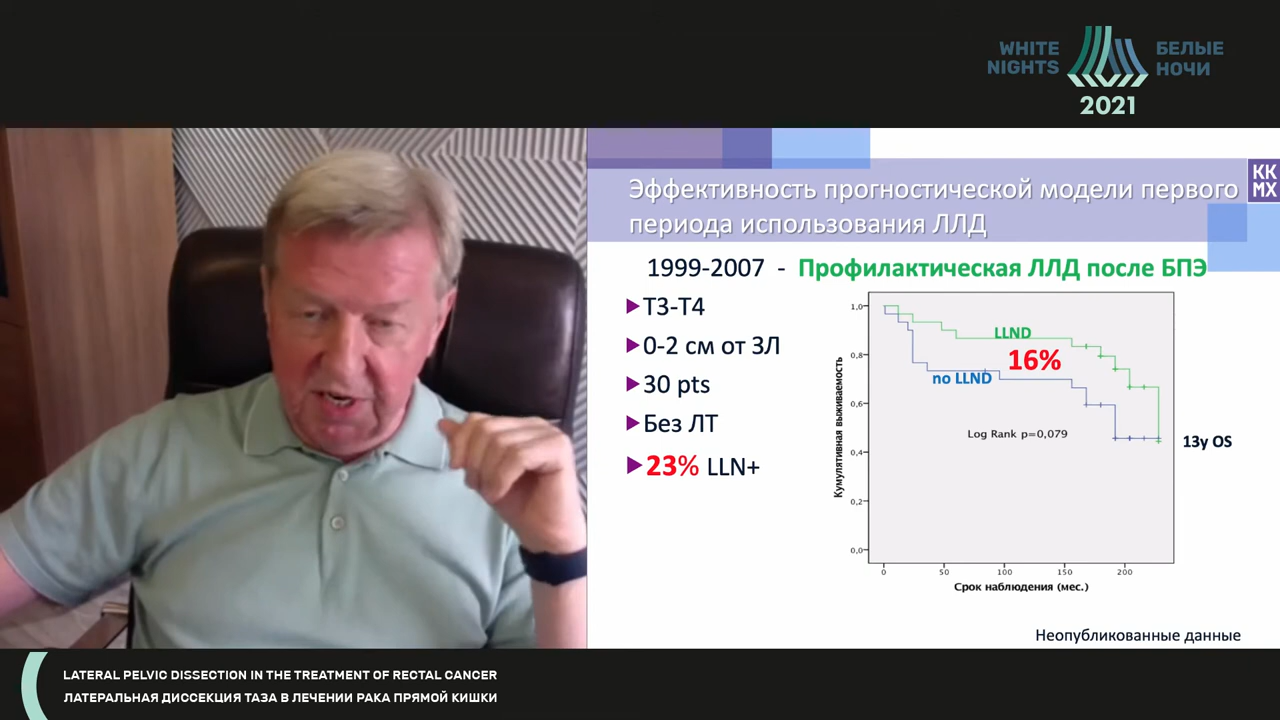 WHITE NIGHTS
БЕЛЫЕ НОЧИ
2021
Эффективность прогностической модели первого
периода использования ЛЛД
КК
МХ
1999-2007 - Профилактическая ЛЛД после БПЭ
Т3-Т4
0-2 см от ЗЛ
30 pts
Без ЛТ
23% LLN+
Кумулятивная выживаемость
1,0
0,8
0,6
0,4
0,2
0,0
LLND
16%
no LLND
Log Rank p=0,079
13y OS
0 50 100 150 200
Срок наблюдения (мес.)
Неопубликованные данные
LATERAL PELVIC DISSECTION IN THE TREATMENT OF RECTAL CANCER
ЛАТЕРАЛЬНАЯ ДИССЕКЦИЯ ТАЗА В ЛЕЧЕНИИ РАКА ПРЯМОЙ КИШКИ